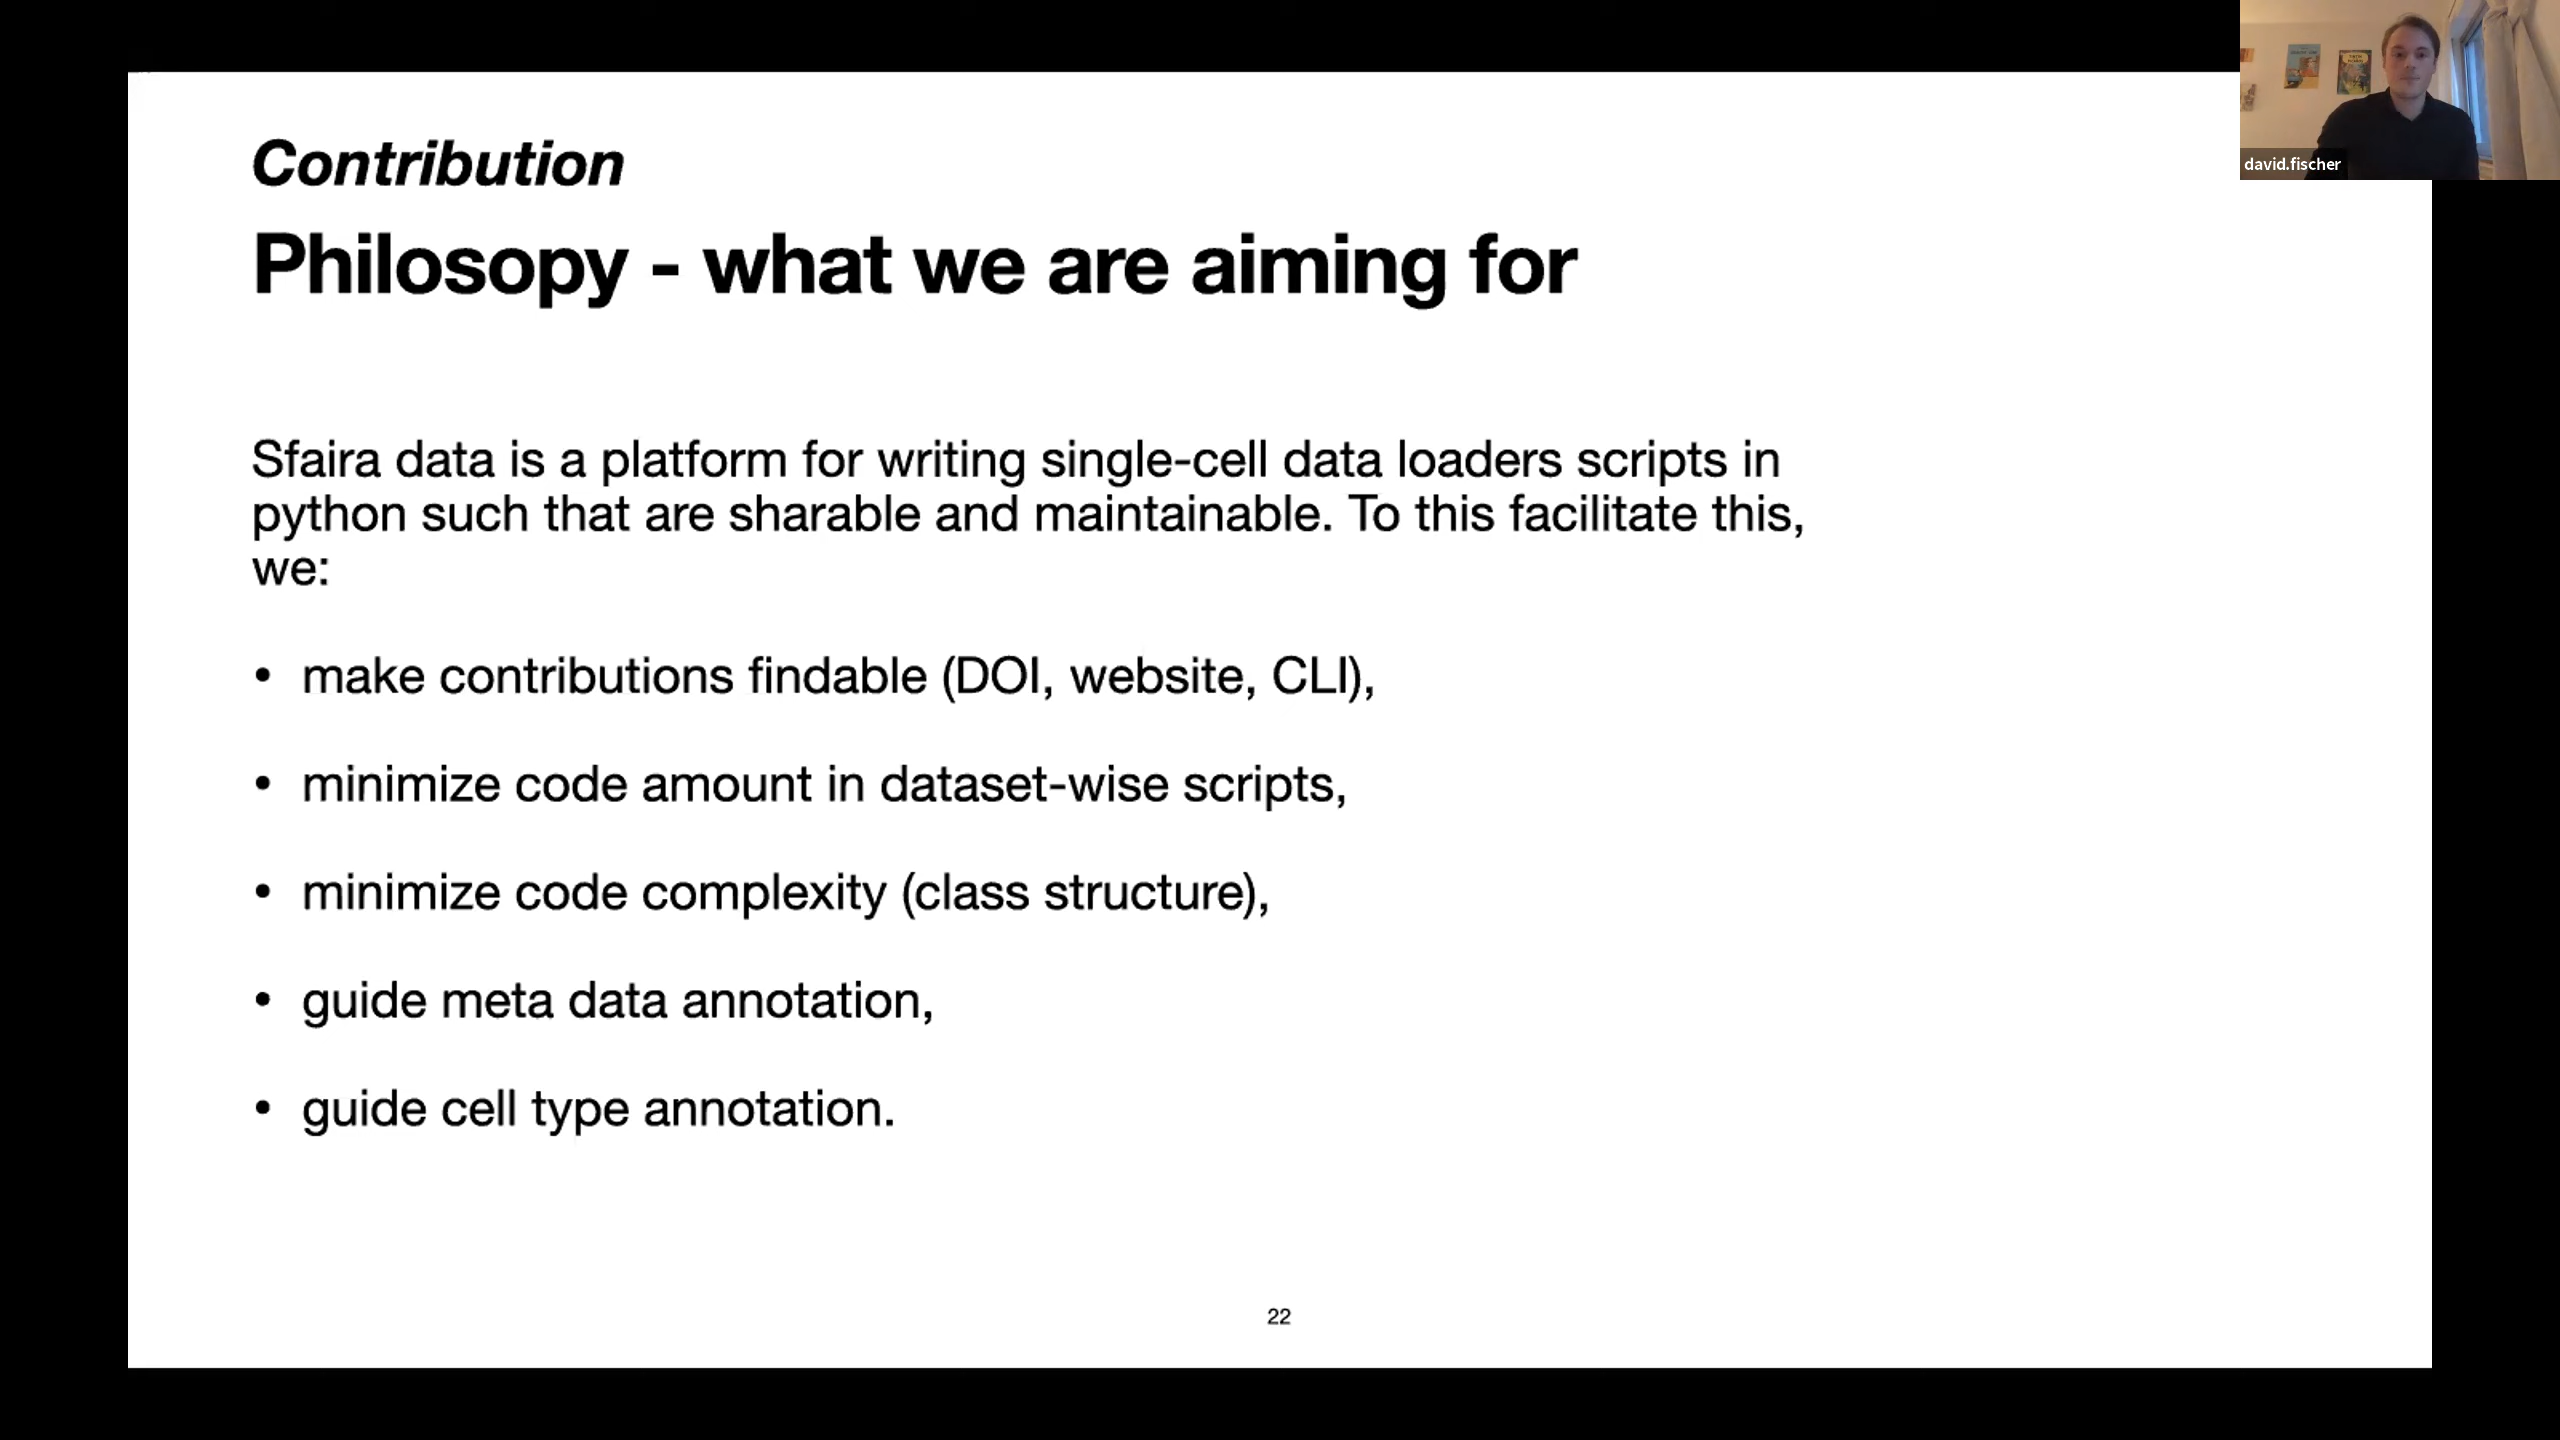 Contribution
Philosopy - what we are aiming for
Sfaira data is a platform for writing single-cell data loaders scripts in
python such that are sharable and maintainable. To this facilitate this,
we:
• make contributions findable (DOI, website, CLI),
• minimize code amount in dataset-wise scripts,
• minimize code complexity (class structure),
• guide meta data annotation,
• guide cell type annotation.
22
david.fischer